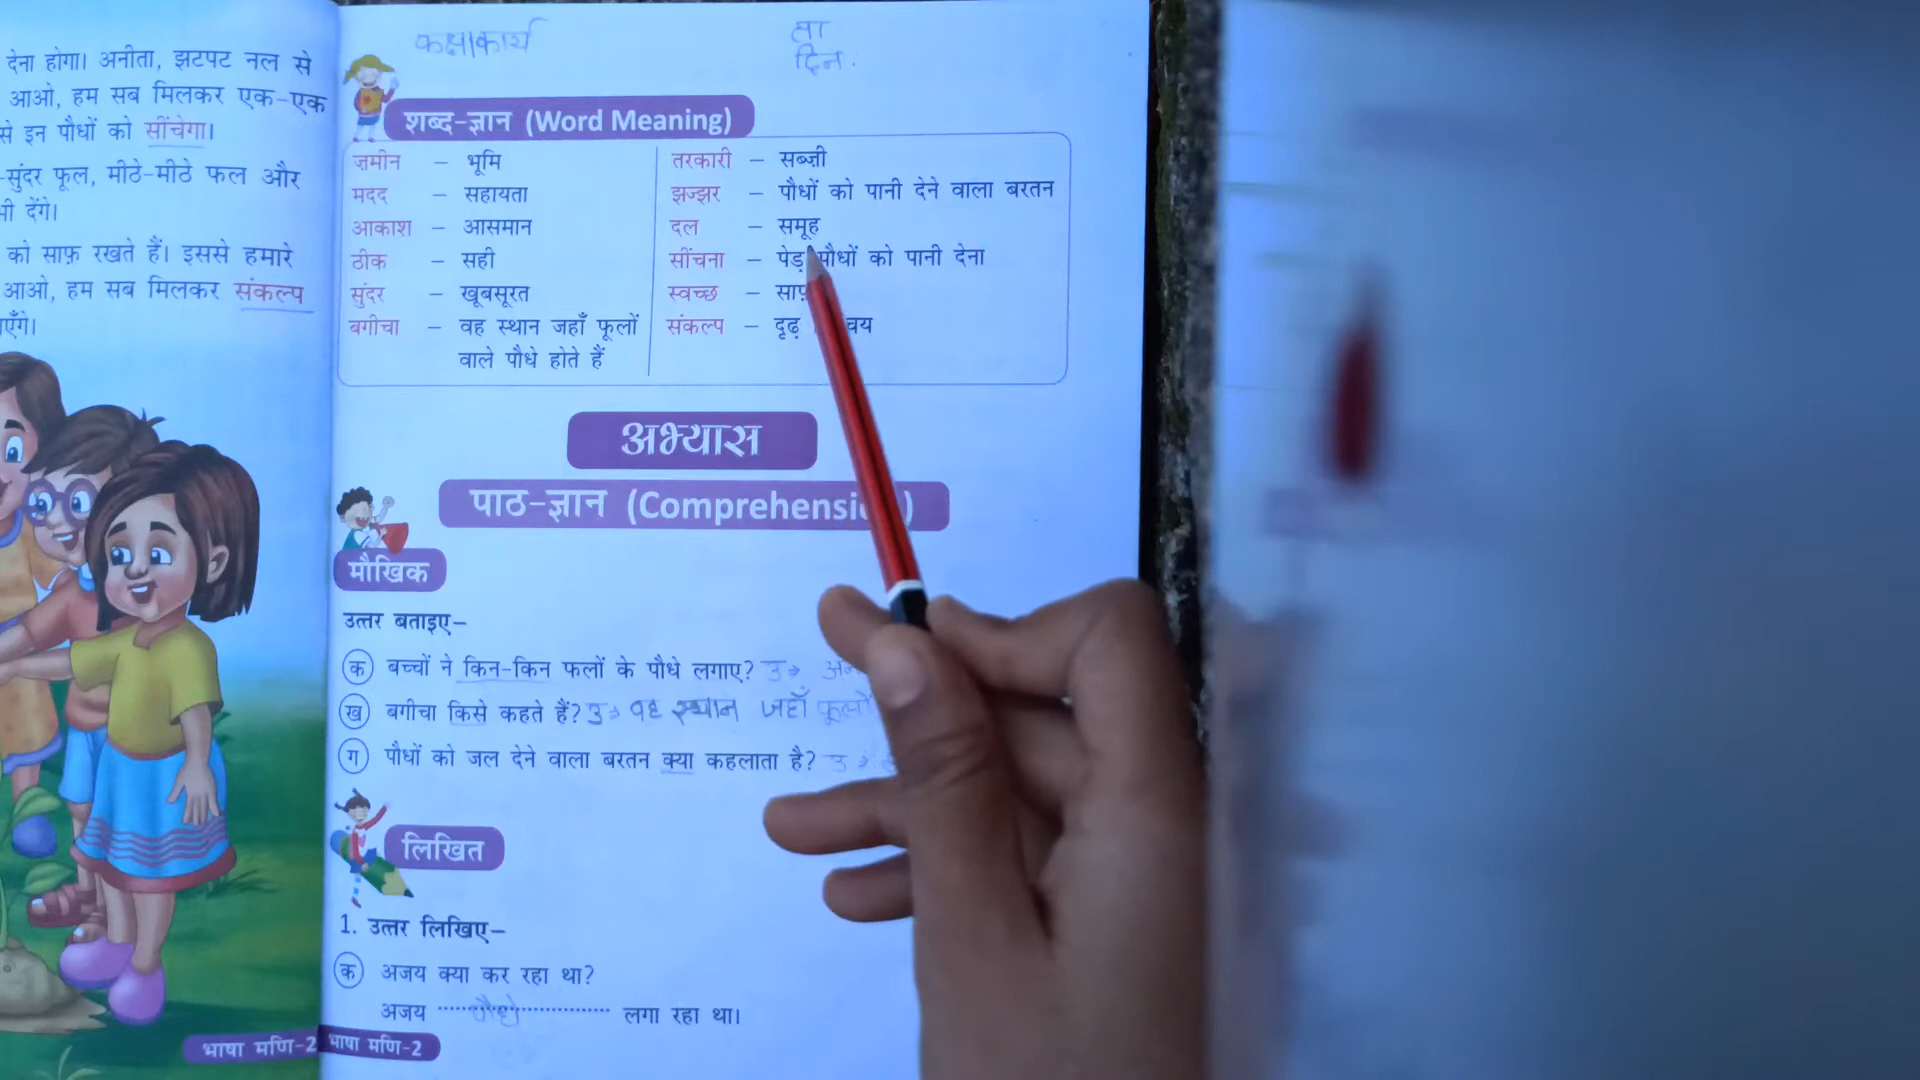 देना होगा। अनीता, झटपट नल से
आओ, हम सब मिलकर एक-एक
से इन पौधों को सींचेगा।
-सुंदर फूल, मीठे-मीठे फल और
भी देंगे।
को साफ़ रखते हैं। इससे हमारे
आओ, हम सब मिलकर संकल्प
भाषा मणि-2
कक्षाकार्य
ता
दिन.
शब्द-ज्ञान (Word Meaning)
ज़मीन – भूमि
मदद – सहायता
आकाश – आसमान
ठीक – सही
सुंदर – खूबसूरत
बगीचा – वह स्थान जहाँ फूलों
वाले पौधे होते हैं
तरकारी – सब्ज़ी
झज्झर – पौधों को पानी देने वाला बरतन
दल – समूह
सींचना – पेड़ पौधों को पानी देना
स्वच्छ –
संकल्प – दृढ़
अभ्यास
पाठ-ज्ञान
मौखिक
उत्तर बताइए–
क बच्चों ने किन-किन फलों के पौधे लगाए? उ→
ख बगीचा किसे कहते हैं? उ→ वह स्थान जहाँ फूलों
ग पौधों को जल देने वाला बरतन क्या कहलाता है? उ→
लिखित
1. उत्तर लिखिए–
क अजय क्या कर रहा था?
अजय ........ पौधे ........ लगा रहा था।
भाषा मणि-2